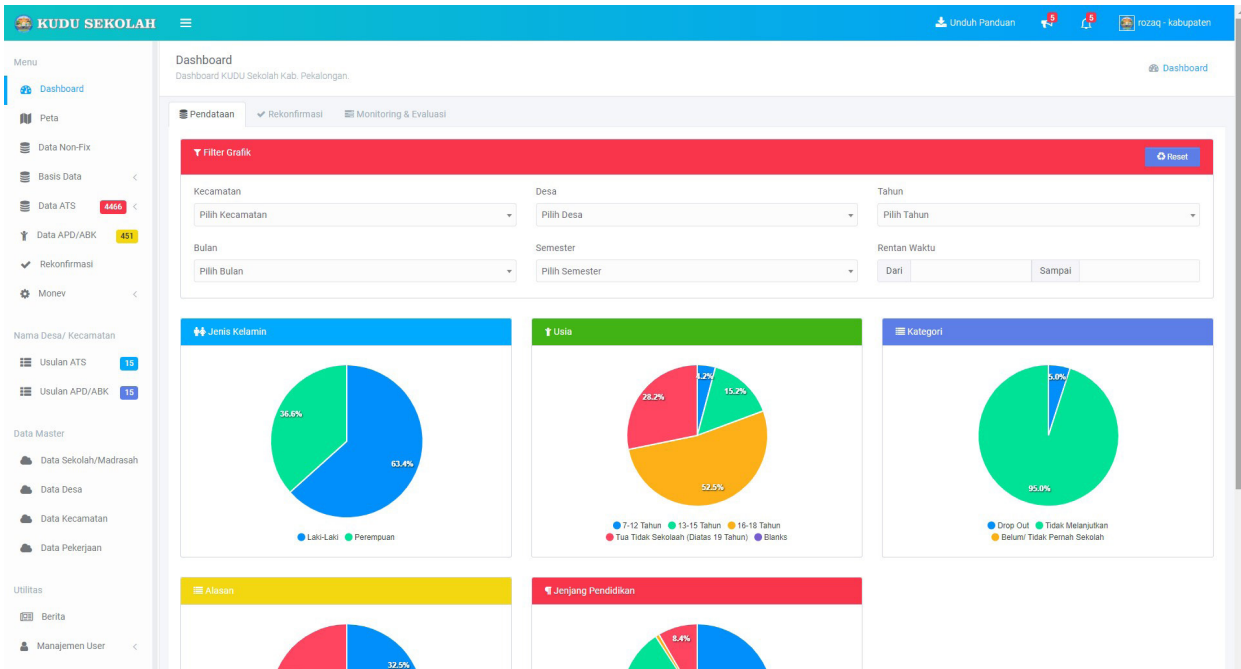 KUDU SEKOLAH
Unduh Panduan 5 5 rozaq - kabupaten
Menu
Dashboard
Peta
Data Non-Fix
Basis Data
Data ATS 4466
Data APD/ABK 451
Rekonfirmasi
Monev
Nama Desa/ Kecamatan
Usulan ATS 15
Usulan APD/ABK 15
Data Master
Data Sekolah/Madrasah
Data Desa
Data Kecamatan
Data Pekerjaan
Utilitas
Berita
Manajemen User
Dashboard
Dashboard KUDU Sekolah Kab. Pekalongan.
Dashboard
Pendataan Rekonfirmasi Monitoring & Evaluasi
Filter Grafik Reset
Kecamatan Desa Tahun
Pilih Kecamatan Pilih Desa Pilih Tahun
Bulan Semester Rentan Waktu
Pilih Bulan Pilih Semester Dari Sampai
Jenis Kelamin
36.6%
63.4%
Laki-Laki Perempuan
Usia
4.2%
15.2%
28.2%
52.5%
7-12 Tahun 13-15 Tahun 16-18 Tahun
Tua Tidak Sekolaah (Diatas 19 Tahun) Blanks
Kategori
5.0%
95.0%
Drop Out Tidak Melanjutkan
Belum/ Tidak Pernah Sekolah
Alasan
32.5%
Jenjang Pendidikan
8.4%